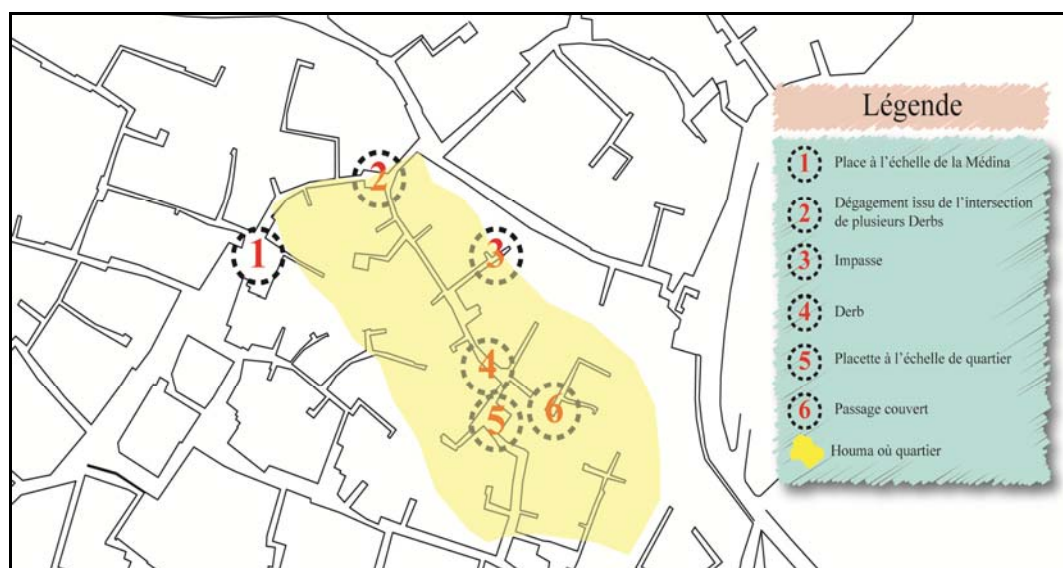 2
1
3
4
5
6
Légende
1 Place à l'échelle de la Médina
2 Dégagement issu de l'intersection
de plusieurs Derbs
3 Impasse
4 Derb
5 Placette à l'échelle de quartier
6 Passage couvert
Houma où quartier